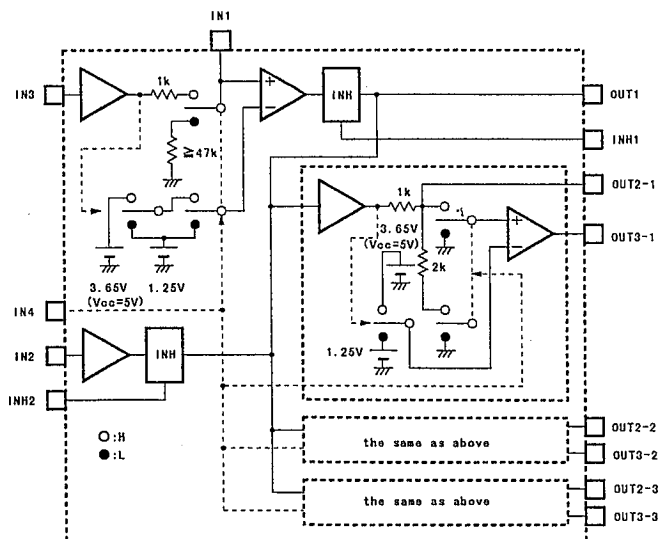 IN1
IN3
1k
INH
OUT1
≧47k
INH1
OUT2-1
1k
3.65V
(Vcc=5V)
OUT3-1
2k
3.65V
(Vcc=5V)
1.25V
IN4
IN2
INH
1.25V
INH2
○:H
●:L
the same as above
OUT2-2
OUT3-2
the same as above
OUT2-3
OUT3-3